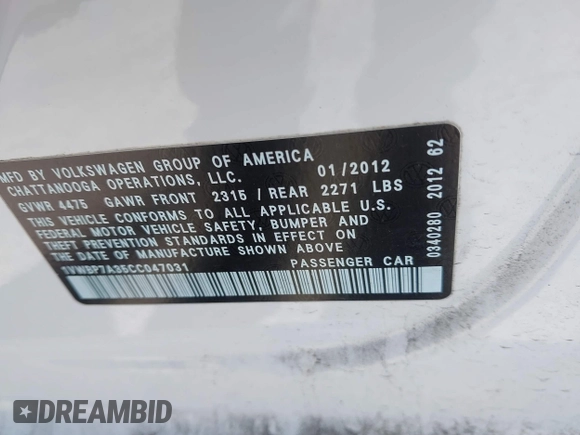 MFD BY VOLKSWAGEN GROUP OF AMERICA
CHATTANOOGA OPERATIONS, LLC. 01/2012
GVWR 4475 GAWR FRONT 2315 / REAR 2271 LBS
THIS VEHICLE CONFORMS TO ALL APPLICABLE U.S.
FEDERAL MOTOR VEHICLE SAFETY, BUMPER AND
THEFT PREVENTION STANDARDS IN EFFECT ON
THE DATE OF MANUFACTURE SHOWN ABOVE
1VWBP7A35CC047031 PASSENGER CAR
0340280 2012 62
DREAMBID